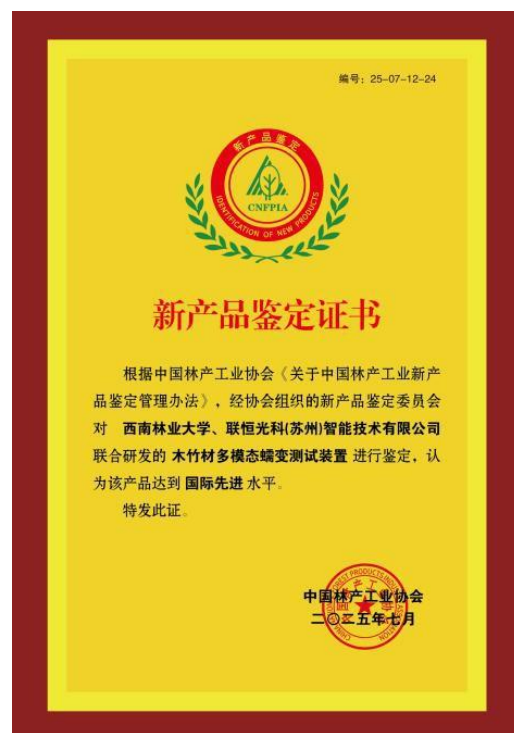 编号：25-07-12-24
新产品鉴定
CNFPIA
IDENTIFICATION OF NEW PRODUCTS
新产品鉴定证书
根据中国林产工业协会《关于中国林产工业新产
品鉴定管理办法》，经协会组织的新产品鉴定委员会
对 西南林业大学、联恒光科(苏州)智能技术有限公司
联合研发的 木竹材多模态蠕变测试装置 进行鉴定，认
为该产品达到 国际先进 水平。
特发此证。
中国林产工业协会
二〇二五年七月